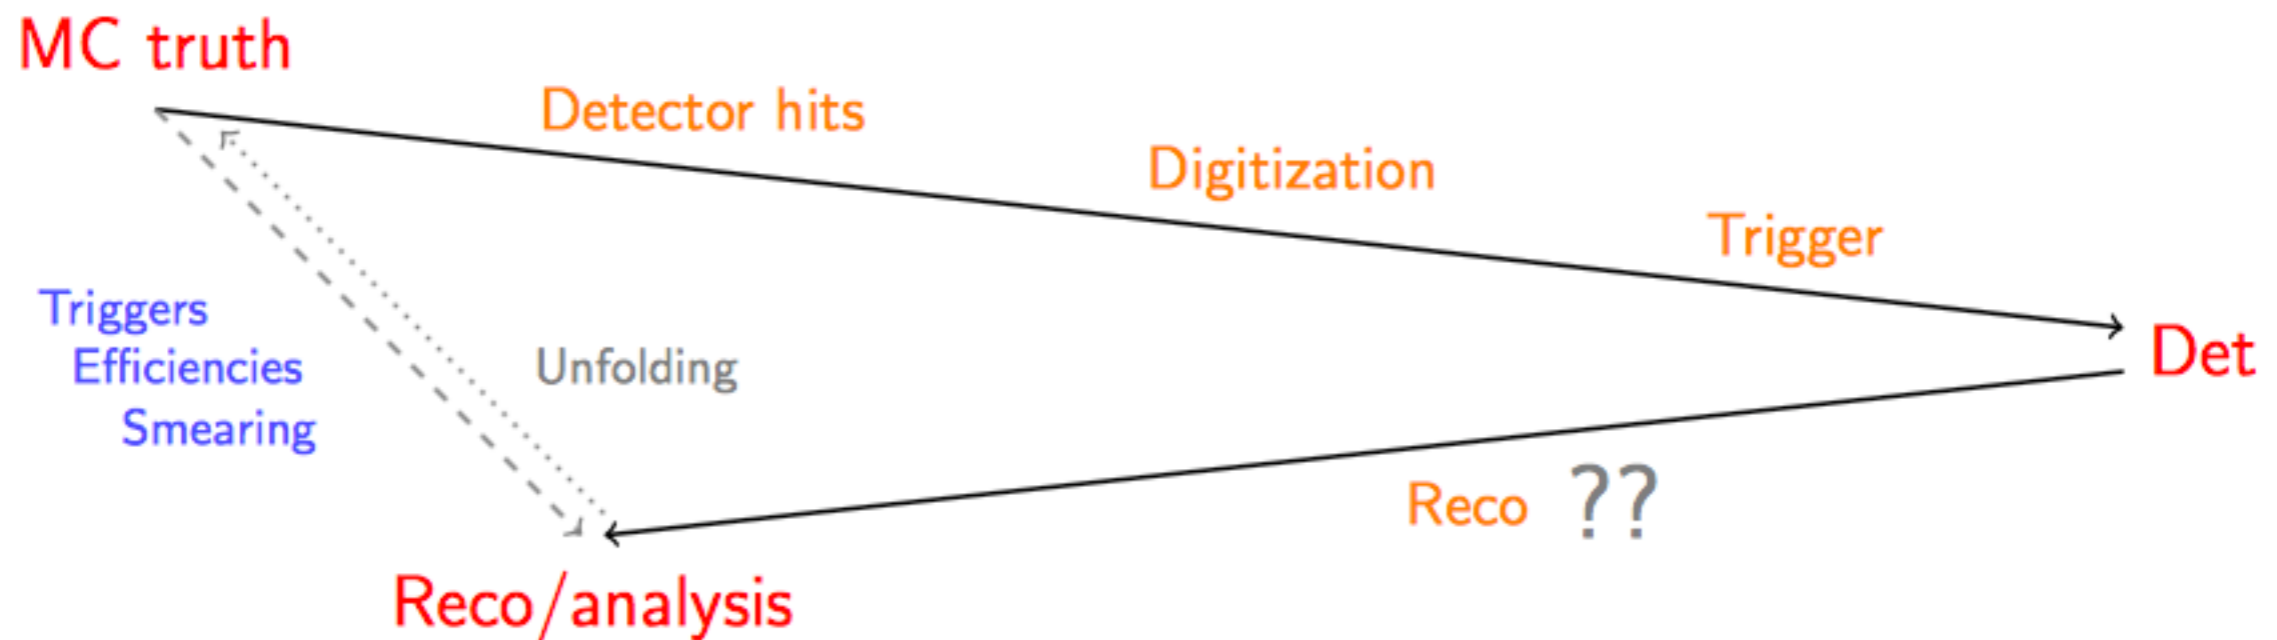 MC truth
Detector hits
Digitization
Trigger
Triggers
Efficiencies
Smearing
Unfolding
Det
Reco ??
Reco/analysis